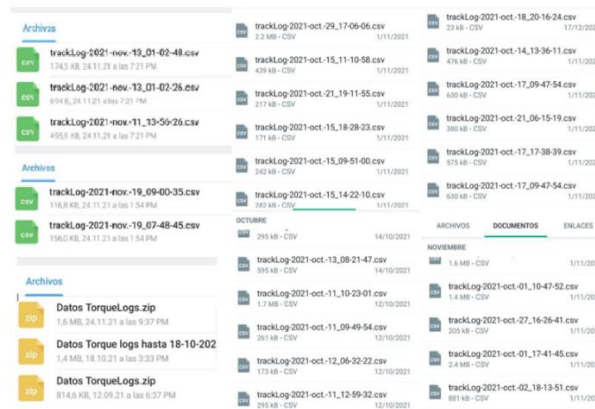 Archivos
trackLog-2021-nov.-13_01-02-48.csv
174,5 KB, 24.11.21 a las 7:21 PM
trackLog-2021-nov.-13_01-02-26.csv
694 B, 24.11.21 a las 7:21 PM
trackLog-2021-nov.-11_13-56-26.csv
495,9 KB, 24.11.21 a las 7:21 PM
Archivos
trackLog-2021-nov.-19_09-00-35.csv
116,8 KB, 24.11.21 a las 1:54 PM
trackLog-2021-nov.-19_07-48-45.csv
156,0 KB, 24.11.21 a las 1:54 PM
Archivos
Datos TorqueLogs.zip
1,6 MB, 24.11.21 a las 9:37 PM
Datos Torque logs hasta 18-10-202
1,4 MB, 18.10.21 a las 3:33 PM
Datos TorqueLogs.zip
814,6 KB, 12.09.21 a las 6:37 PM
trackLog-2021-oct.-29_17-06-06.csv
2.2 MB - CSV 1/11/2021
trackLog-2021-oct.-15_11-10-58.csv
439 kB - CSV 1/11/2021
trackLog-2021-oct.-21_19-11-55.csv
217 kB - CSV 1/11/2021
trackLog-2021-oct.-15_18-28-23.csv
171 kB - CSV 1/11/2021
trackLog-2021-oct.-15_09-51-00.csv
242 kB - CSV 1/11/2021
trackLog-2021-oct.-15_14-22-10.csv
282 kB - CSV 1/11/2021
OCTUBRE
295 kB - CSV 14/10/2021
trackLog-2021-oct.-13_08-21-47.csv
595 kB - CSV 14/10/2021
trackLog-2021-oct.-11_10-23-01.csv
1.7 MB - CSV 12/10/2021
trackLog-2021-oct.-11_09-49-54.csv
261 kB - CSV 12/10/2021
trackLog-2021-oct.-12_06-32-22.csv
173 kB - CSV 12/10/2021
trackLog-2021-oct.-11_12-59-32.csv
295 kB - CSV 12/10/2021
trackLog-2021-oct.-18_20-16-24.csv
23 kB - CSV 17/12/202
trackLog-2021-oct.-14_13-36-11.csv
476 kB - CSV 1/11/202
trackLog-2021-oct.-17_09-47-54.csv
630 kB - CSV 1/11/202
trackLog-2021-oct.-21_06-15-19.csv
380 kB - CSV 1/11/202
trackLog-2021-oct.-17_17-38-39.csv
575 kB - CSV 1/11/202
trackLog-2021-oct.-17_09-47-54.csv
630 kB - CSV 1/11/202
ARCHIVOS DOCUMENTOS ENLACES
NOVIEMBRE
1.6 MB - CSV 1/11/20
trackLog-2021-oct.-01_10-47-52.csv
1.4 MB - CSV 1/11/20
trackLog-2021-oct.-27_16-26-41.csv
205 kB - CSV 1/11/20
trackLog-2021-oct.-01_17-41-45.csv
2.4 MB - CSV 1/11/20
trackLog-2021-oct.-02_18-13-51.csv
881 kB - CSV 1/11/20